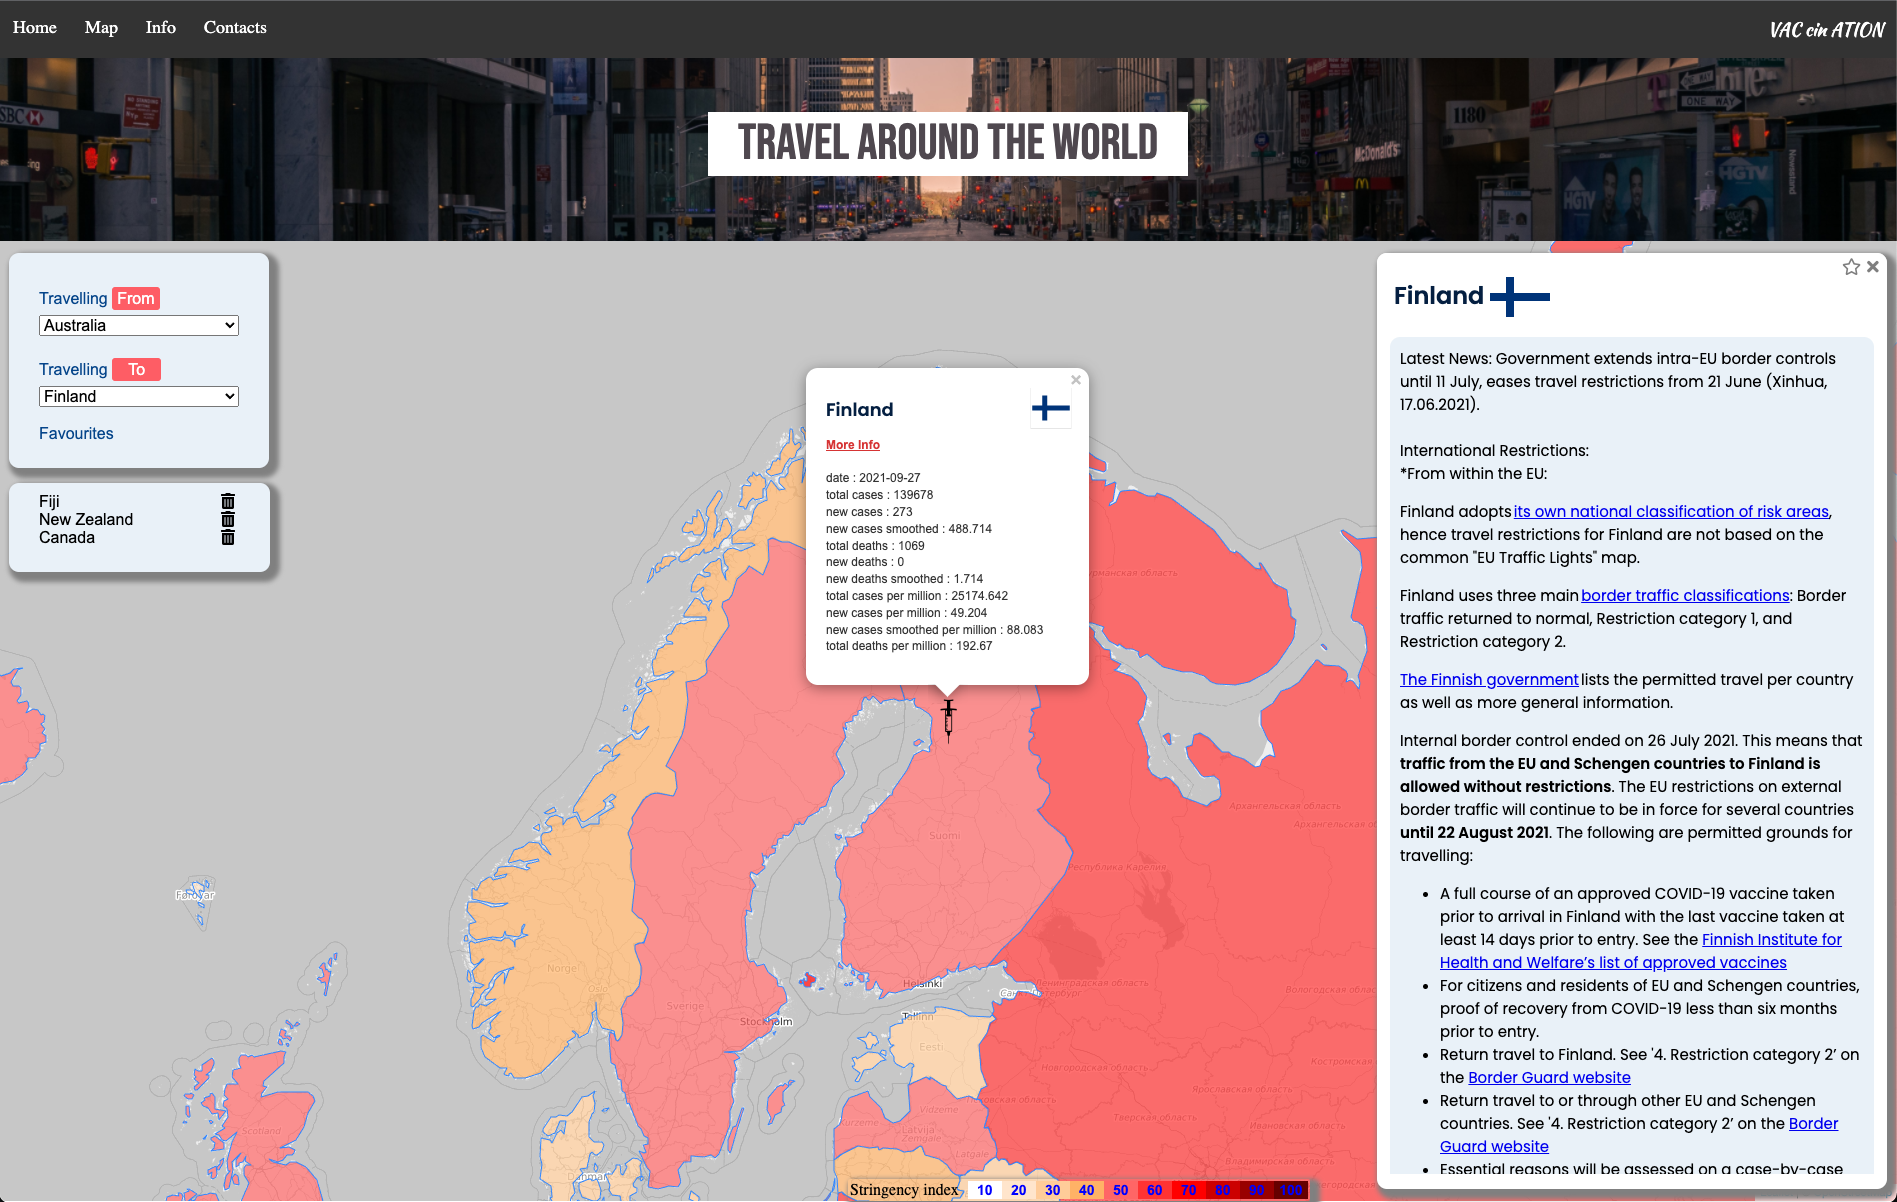 Home Map Info Contacts
VAC cin ATION
SBC
1180
ONE WAY
McDonald's
HGTV
HGTV
Newsstand
TRAVEL AROUND THE WORLD
Travelling From
Australia
Travelling To
Finland
Favourites
Fiji
New Zealand
Canada
Finland
More Info
date : 2021-09-27
total cases : 139678
new cases : 273
new cases smoothed : 488.714
total deaths : 1069
new deaths : 0
new deaths smoothed : 1.714
total cases per million : 25174.642
new cases per million : 49.204
new cases smoothed per million : 88.083
total deaths per million : 192.67
Suomi
Архангельская область
Республика Карелия
Føroyar
Norge
Oslo
Sverige
Stockholm
Helsinki
Ленинградская область
Tallinn
Eesti
Новгородская область
Ярославская область
Тверская область
Ивановская область
Владимирская область
Vidzeme
Kurzeme
Latvija
Zemgale
Latgale
Scotland
Danmark
Stringency index 10 20 30 40 50 60 70 80 90 100
Finland
Latest News: Government extends intra-EU border controls
until 11 July, eases travel restrictions from 21 June (Xinhua,
17.06.2021).
International Restrictions:
*From within the EU:
Finland adopts its own national classification of risk areas,
hence travel restrictions for Finland are not based on the
common "EU Traffic Lights" map.
Finland uses three main border traffic classifications: Border
traffic returned to normal, Restriction category 1, and
Restriction category 2.
The Finnish government lists the permitted travel per country
as well as more general information.
Internal border control ended on 26 July 2021. This means that
traffic from the EU and Schengen countries to Finland is
allowed without restrictions. The EU restrictions on external
border traffic will continue to be in force for several countries
until 22 August 2021. The following are permitted grounds for
travelling:
• A full course of an approved COVID-19 vaccine taken
prior to arrival in Finland with the last vaccine taken at
least 14 days prior to entry. See the Finnish Institute for
Health and Welfare’s list of approved vaccines
• For citizens and residents of EU and Schengen countries,
proof of recovery from COVID-19 less than six months
prior to entry.
• Return travel to Finland. See '4. Restriction category 2’ on
the Border Guard website
• Return travel to or through other EU and Schengen
countries. See '4. Restriction category 2’ on the Border
Guard website
• Essential reasons will be assessed on a case-by-case